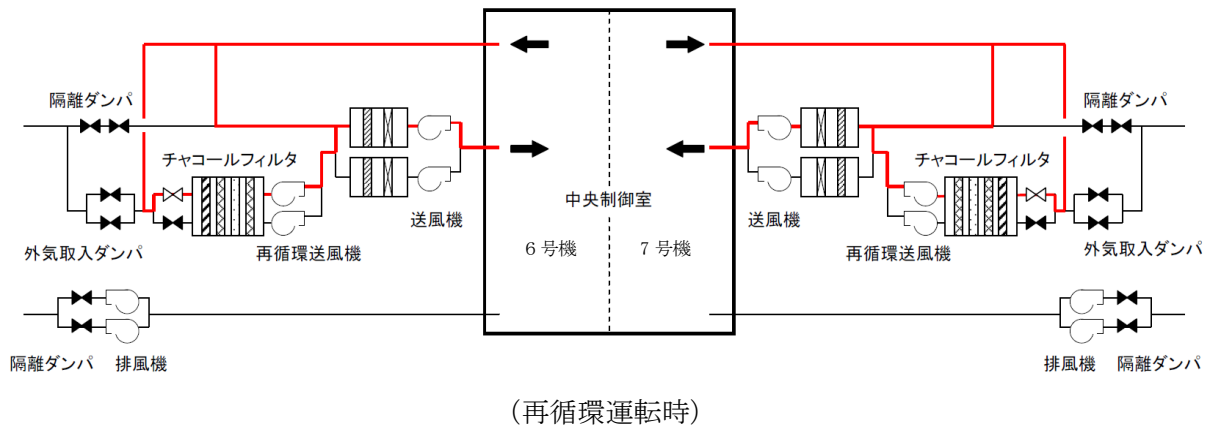 隔離ダンパ
チャコールフィルタ
外気取入ダンパ
再循環送風機
送風機
隔離ダンパ
排風機
中央制御室
6号機
7号機
隔離ダンパ
チャコールフィルタ
送風機
再循環送風機
外気取入ダンパ
排風機
隔離ダンパ
(再循環運転時)